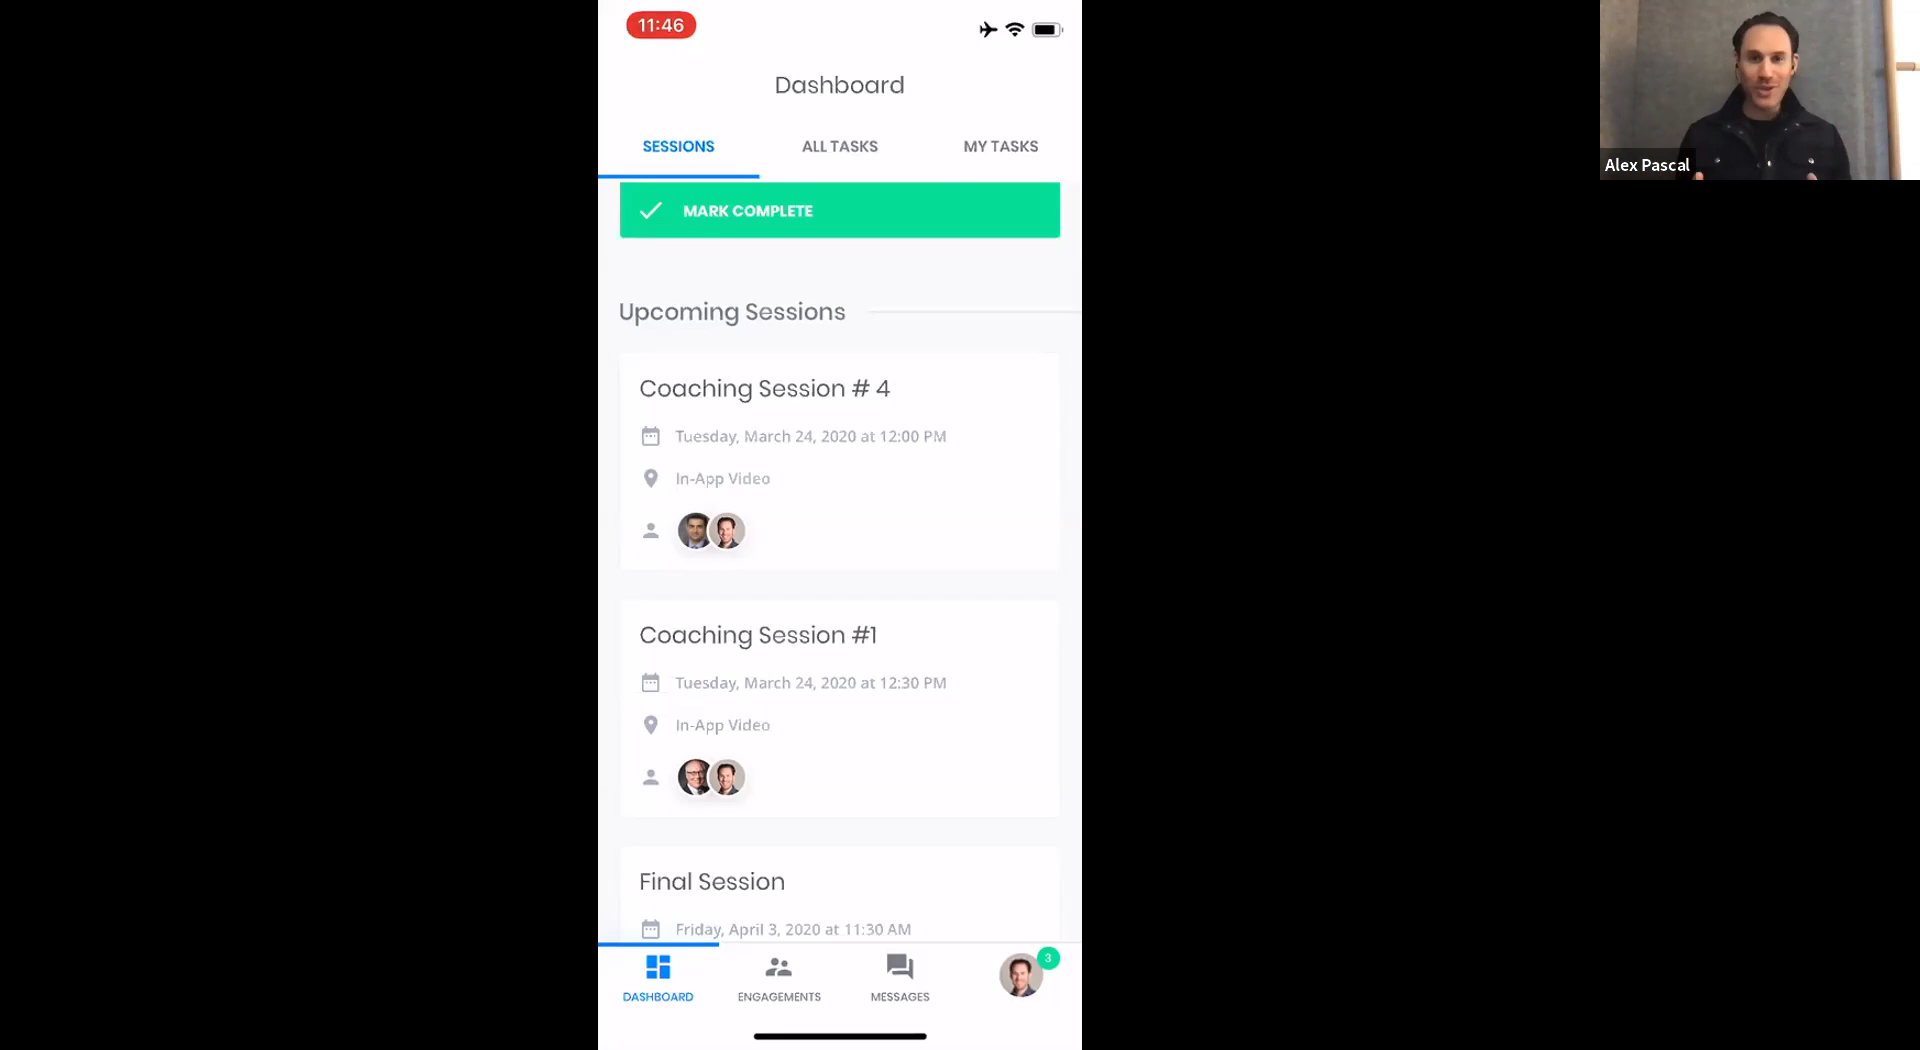 11:46
Dashboard
SESSIONS
ALL TASKS
MY TASKS
MARK COMPLETE
Upcoming Sessions
Coaching Session # 4
Tuesday, March 24, 2020 at 12:00 PM
In-App Video
Coaching Session #1
Tuesday, March 24, 2020 at 12:30 PM
In-App Video
Final Session
Friday, April 3, 2020 at 11:30 AM
DASHBOARD
ENGAGEMENTS
MESSAGES
3
Alex Pascal